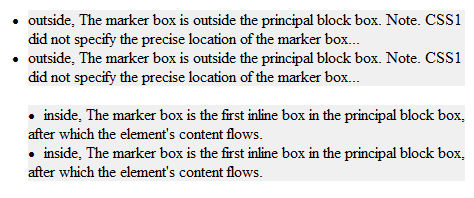 • outside, The marker box is outside the principal block box. Note. CSS1
did not specify the precise location of the marker box...
• outside, The marker box is outside the principal block box. Note. CSS1
did not specify the precise location of the marker box...
• inside, The marker box is the first inline box in the principal block box,
after which the element's content flows.
• inside, The marker box is the first inline box in the principal block box,
after which the element's content flows.